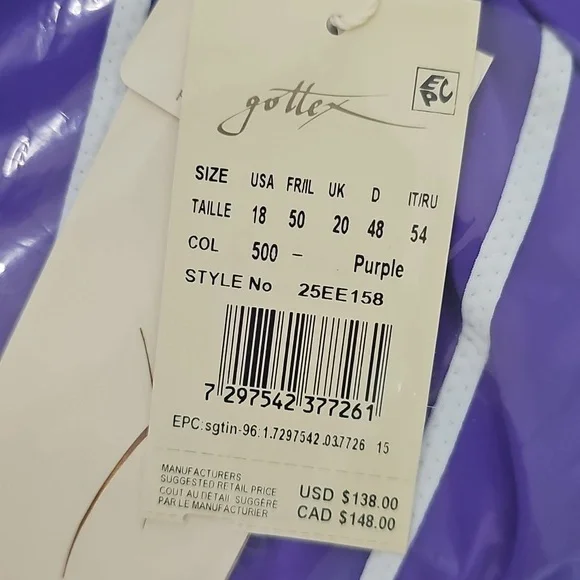 gottex
EPC
SIZE USA FR/IL UK D IT/RU
TAILLE 18 50 20 48 54
COL 500 – Purple
STYLE No 25EE158
7 297542 377261
EPC:sgtin-96:1.7297542.037726 15
MANUFACTURERS
SUGGESTED RETAIL PRICE
COUT AU DETAIL SUGGÈRE
PAR LE MANUFACTURIER
USD $138.00
CAD $148.00